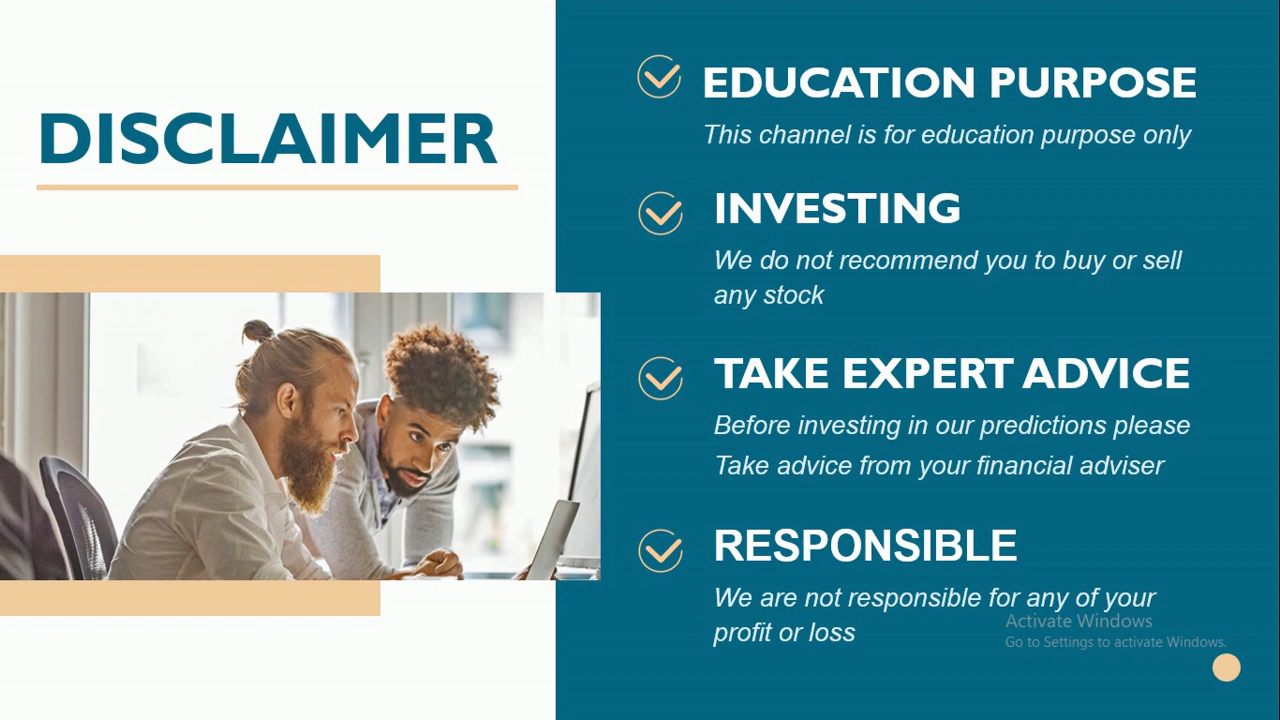 DISCLAIMER
EDUCATION PURPOSE
This channel is for education purpose only
INVESTING
We do not recommend you to buy or sell
any stock
TAKE EXPERT ADVICE
Before investing in our predictions please
Take advice from your financial adviser
RESPONSIBLE
We are not responsible for any of your
profit or loss
Activate Windows
Go to Settings to activate Windows.